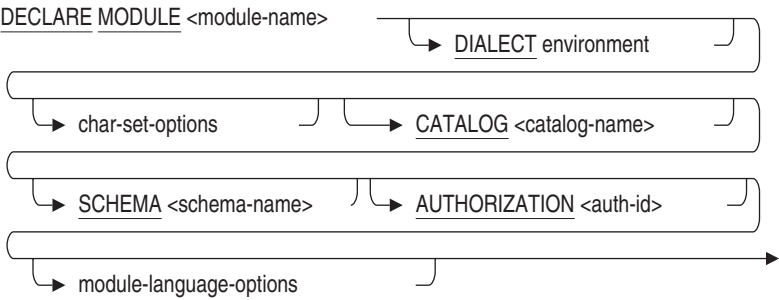 DECLARE MODULE <module-name>
DIALECT environment
char-set-options CATALOG <catalog-name>
SCHEMA <schema-name> AUTHORIZATION <auth-id>
module-language-options